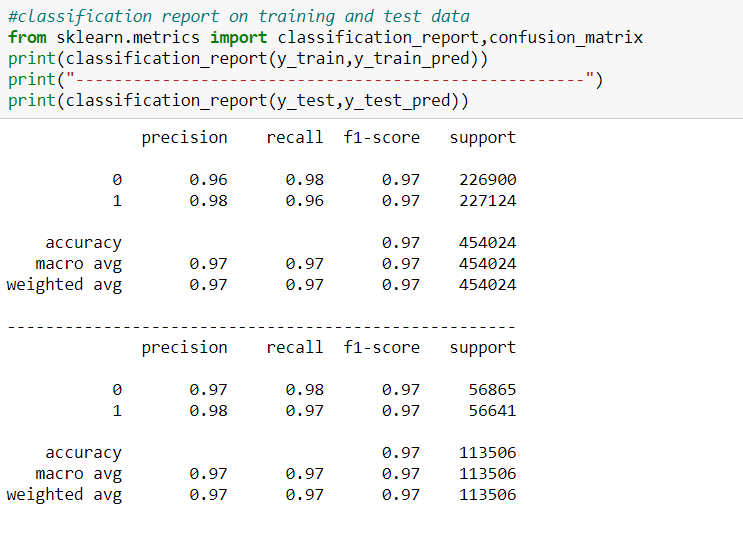 #classification report on training and test data
from sklearn.metrics import classification_report,confusion_matrix
print(classification_report(y_train,y_train_pred))
print("-----------------------------------------------------")
print(classification_report(y_test,y_test_pred))
precision recall f1-score support
0 0.96 0.98 0.97 226900
1 0.98 0.96 0.97 227124
accuracy 0.97 454024
macro avg 0.97 0.97 0.97 454024
weighted avg 0.97 0.97 0.97 454024
-----------------------------------------------------
precision recall f1-score support
0 0.97 0.98 0.97 56865
1 0.98 0.97 0.97 56641
accuracy 0.97 113506
macro avg 0.97 0.97 0.97 113506
weighted avg 0.97 0.97 0.97 113506